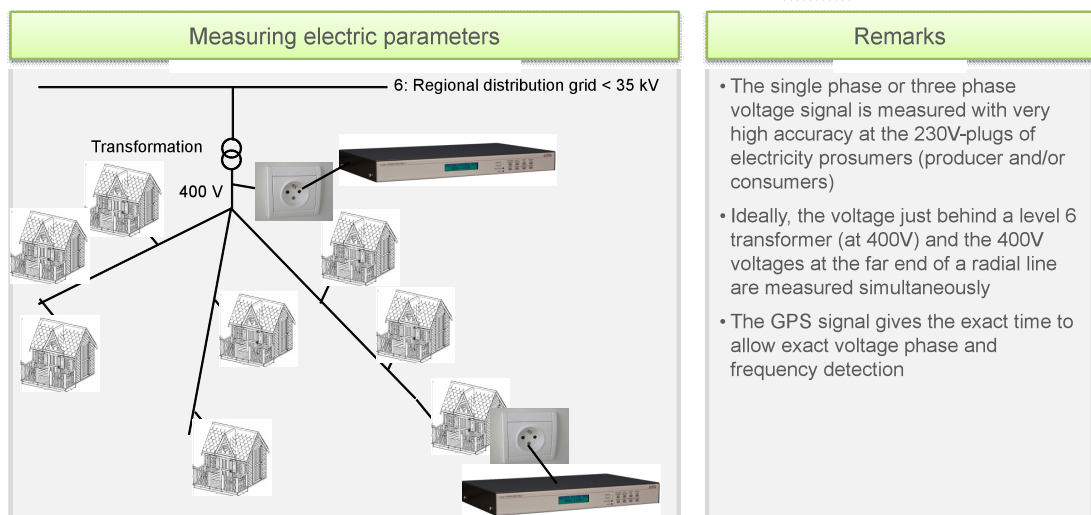 Measuring electric parameters
6: Regional distribution grid < 35 kV
Transformation
400 V
Remarks
• The single phase or three phase
voltage signal is measured with very
high accuracy at the 230V-plugs of
electricity prosumers (producer and/or
consumers)
• Ideally, the voltage just behind a level 6
transformer (at 400V) and the 400V
voltages at the far end of a radial line
are measured simultaneously
• The GPS signal gives the exact time to
allow exact voltage phase and
frequency detection